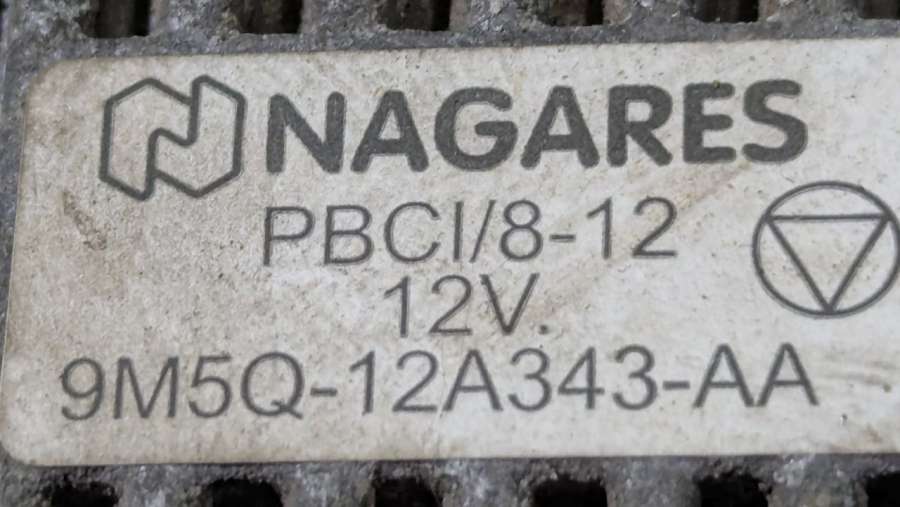 NAGARES
PBCI/8-12
12V.
9M5Q-12A343-AA